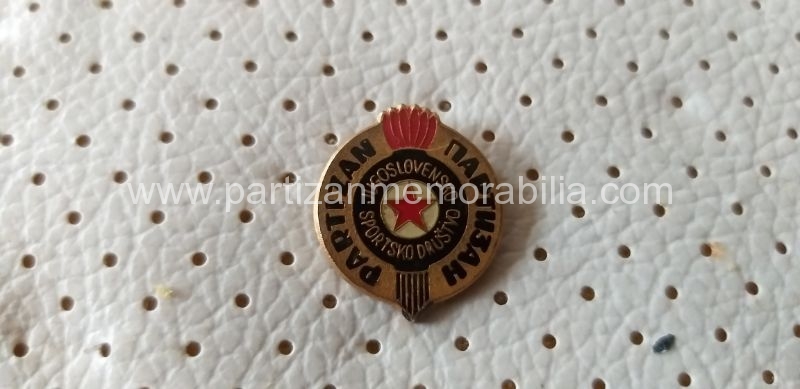 PARTIZAN
ПАРТИЗАН
JUGOSLOVENSKO
SPORTSKO DRUŠTVO
www.partizanmemorabilia.com